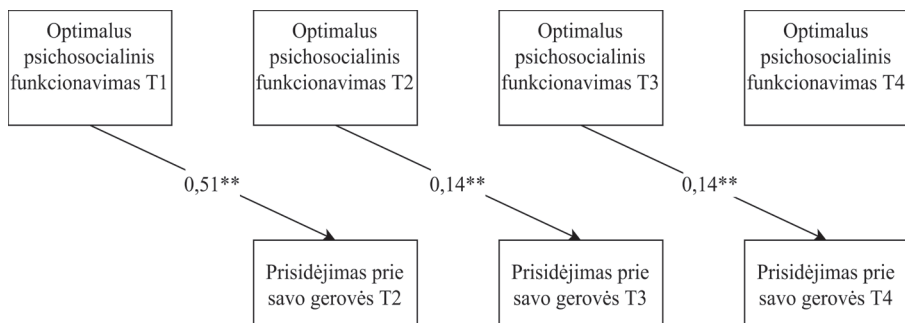 Optimalus
psichosocialinis
funkcionavimas T1
Optimalus
psichosocialinis
funkcionavimas T2
Optimalus
psichosocialinis
funkcionavimas T3
Optimalus
psichosocialinis
funkcionavimas T4
0,51**
0,14**
0,14**
Prisidėjimas prie
savo gerovės T2
Prisidėjimas prie
savo gerovės T3
Prisidėjimas prie
savo gerovės T4